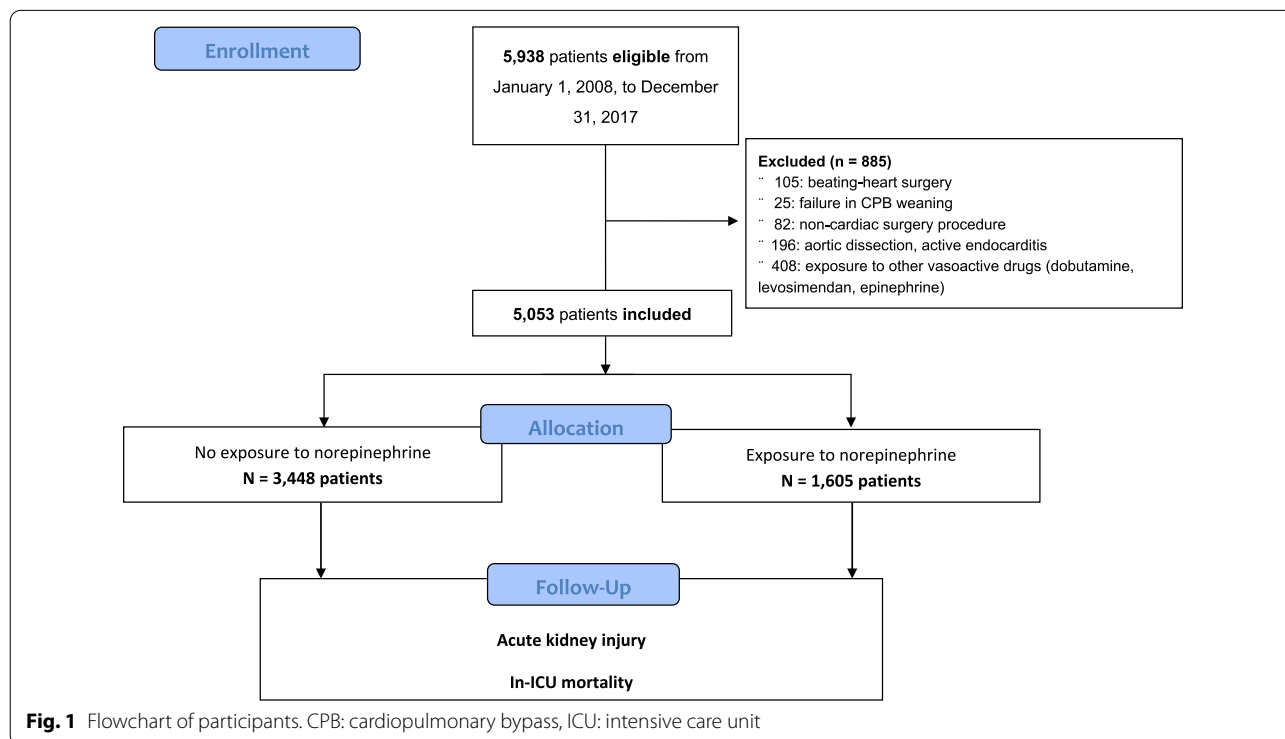 Enrollment
5,938 patients eligible from
January 1, 2008, to December
31, 2017
Excluded (n = 885)
¨ 105: beating-heart surgery
¨ 25: failure in CPB weaning
¨ 82: non-cardiac surgery procedure
¨ 196: aortic dissection, active endocarditis
¨ 408: exposure to other vasoactive drugs (dobutamine,
levosimendan, epinephrine)
5,053 patients included
Allocation
No exposure to norepinephrine
N = 3,448 patients
Exposure to norepinephrine
N = 1,605 patients
Follow-Up
Acute kidney injury
In-ICU mortality
Fig. 1 Flowchart of participants. CPB: cardiopulmonary bypass, ICU: intensive care unit